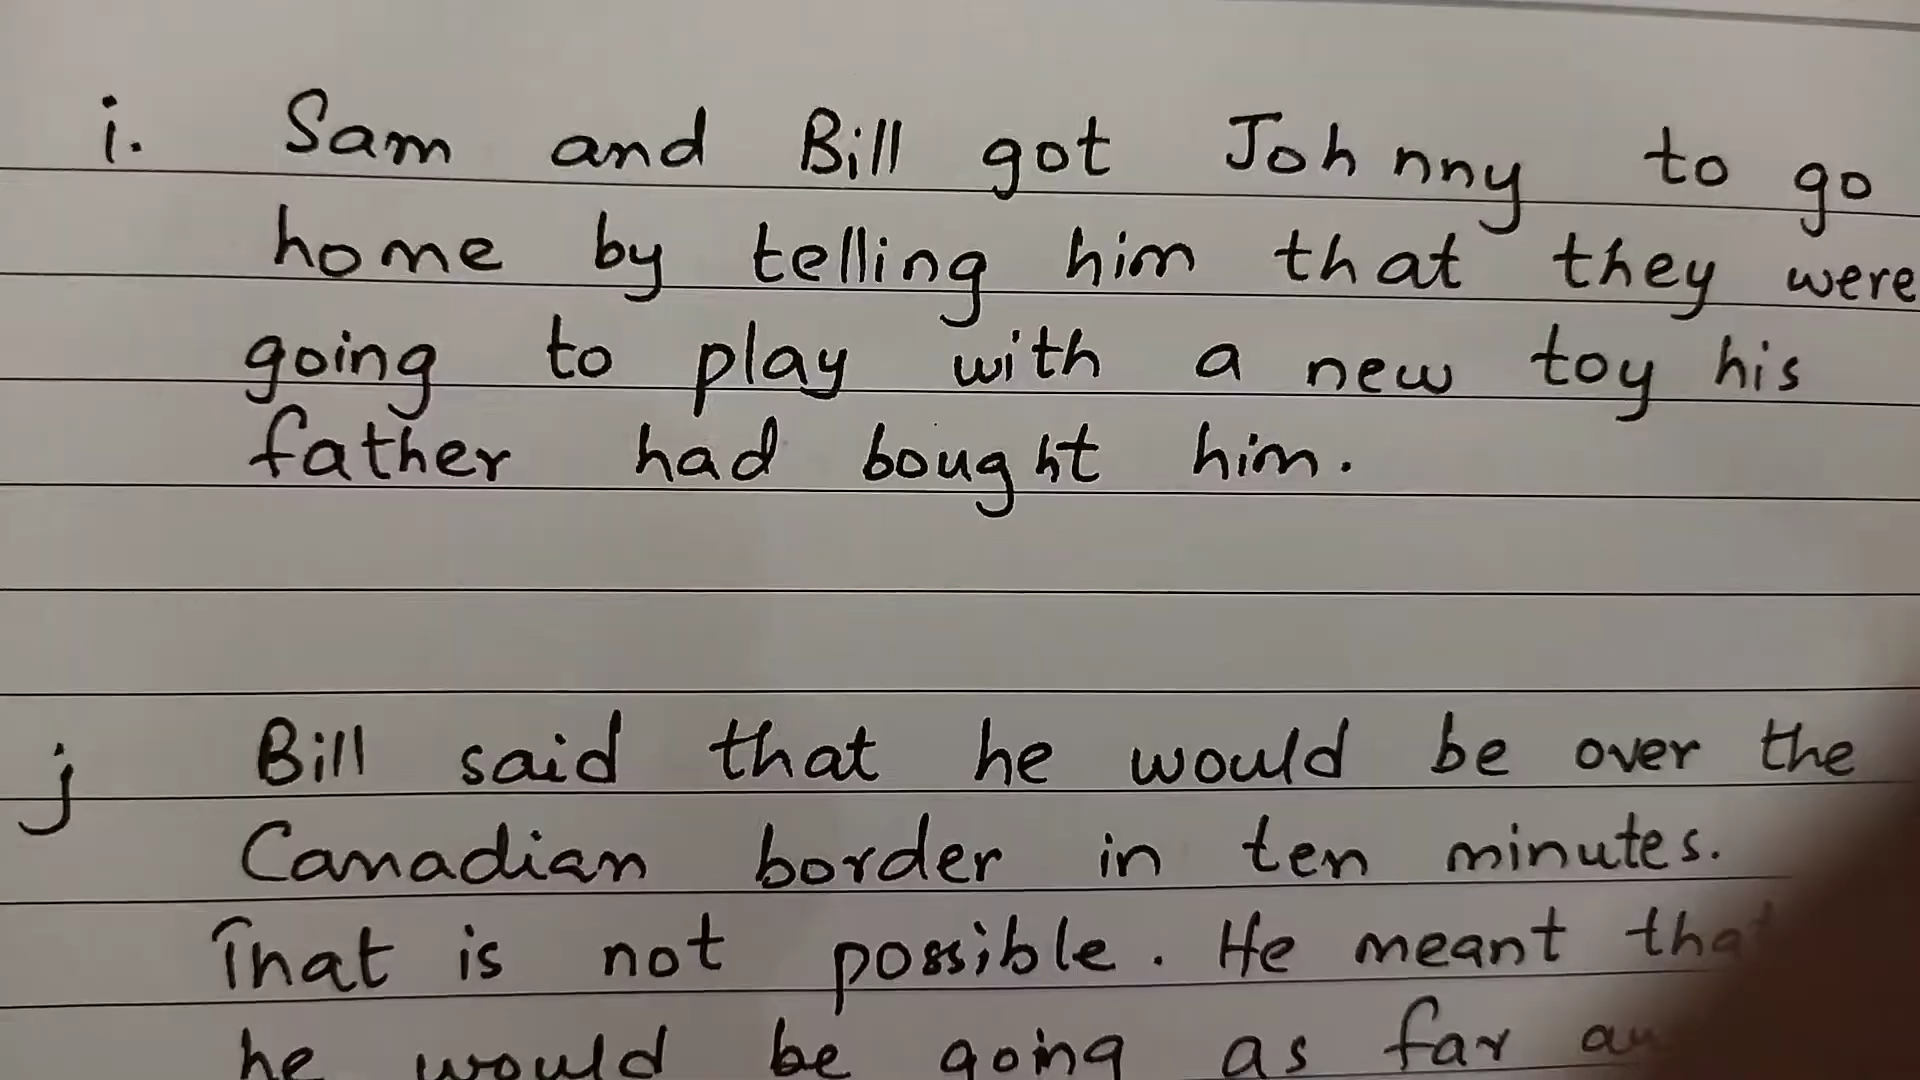 i. Sam and Bill got Johnny to go
home by telling him that they were
going to play with a new toy his
father had bought him.
j Bill said that he would be over the
Canadian border in ten minutes.
That is not possible. He meant
he would be going as far